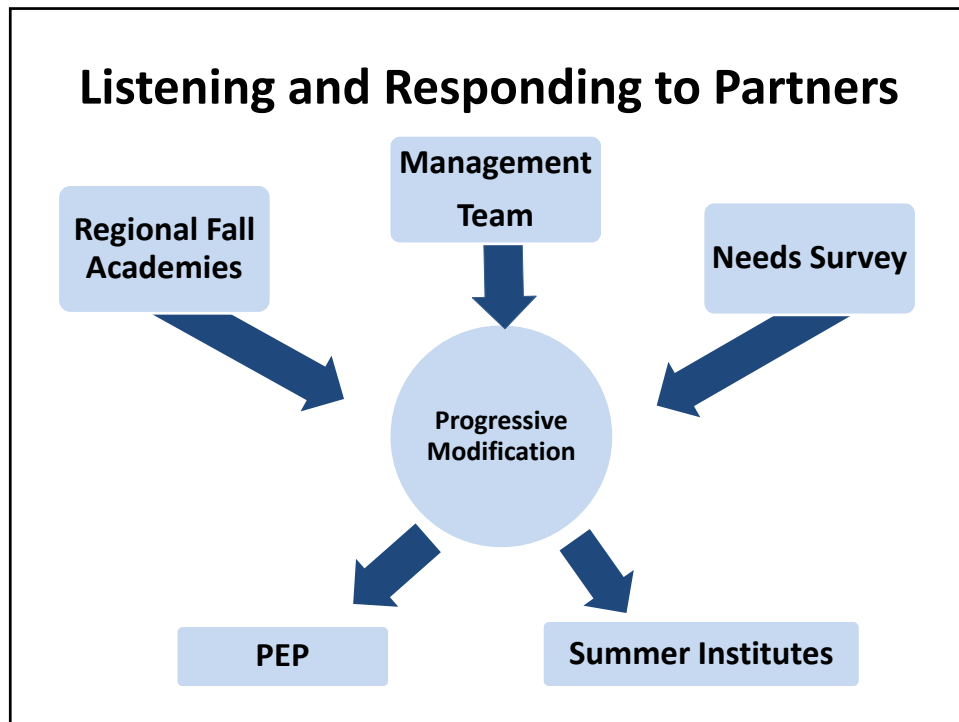 Listening and Responding to Partners
Management
Team
Regional Fall
Academies
Needs Survey
Progressive
Modification
PEP
Summer Institutes